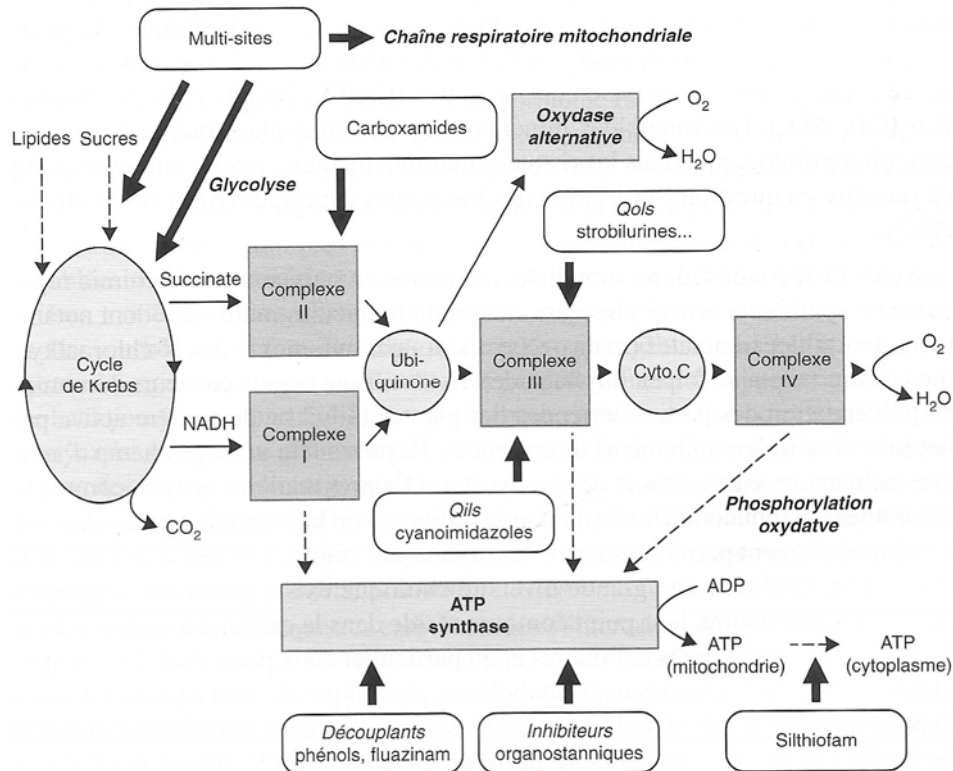 Multi-sites
Chaîne respiratoire mitochondriale
Lipides
Sucres
Glycolyse
Carboxamides
Oxydase
alternative
O2
H2O
QoIs
strobilurines...
Succinate
Complexe
II
Cycle
de Krebs
Ubi-
quinone
Complexe
III
Cyto.C
Complexe
IV
O2
H2O
NADH
Complexe
I
CO2
QiIs
cyanoimidazoles
Phosphorylation
oxydatve
ATP
synthase
ADP
ATP
(mitochondrie)
ATP
(cytoplasme)
Découplants
phénols, fluazinam
Inhibiteurs
organostanniques
Silthiofam